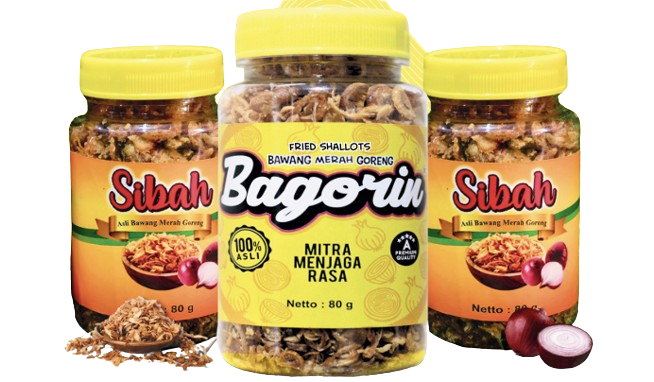 Sibah
Asli Bawang Merah Goreng
80 g
FRIED SHALLOTS
BAWANG MERAH GORENG
Bagorin
100%
ASLI
MITRA
MENJAGA
RASA
A
PREMIUM
QUALITY
Netto : 80 g
Sibah
Asli Bawang Merah Goreng
Netto : 80 g